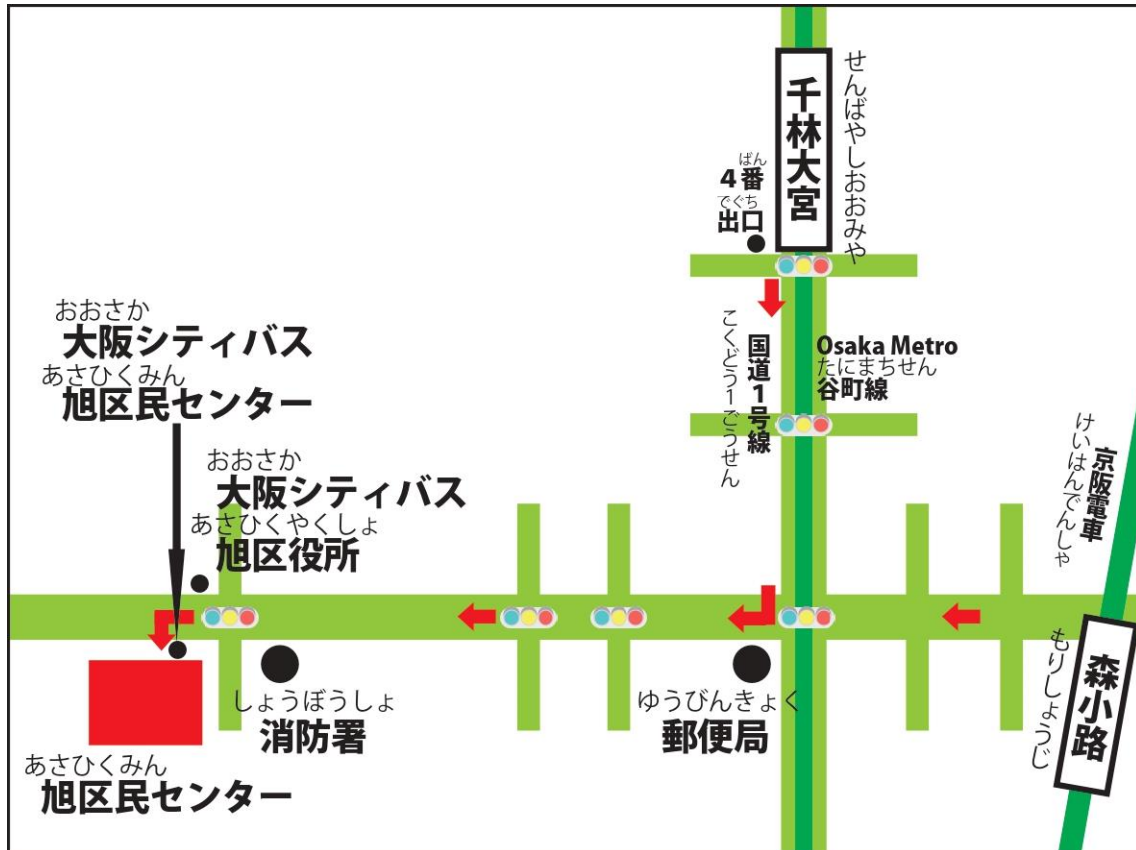 せんばやしおおみや
千林大宮
ばん
4番
でぐち
出口
こくどう1ごうせん
国道1号線
Osaka Metro
たにまちせん
谷町線
けいはんでんしゃ
京阪電車
おおさか
大阪シティバス
あさひくみん
旭区民センター
おおさか
大阪シティバス
あさひくやくしょ
旭区役所
もりしょうじ
森小路
しょうぼうしょ
消防署
ゆうびんきょく
郵便局
あさひくみん
旭区民センター